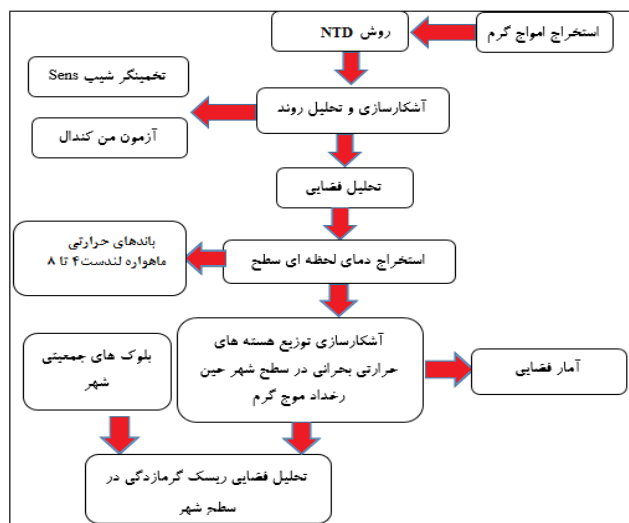 استخراج امواج گرم
روش NTD
تخمینگر شیب Sens
آشکارسازی و تحلیل روند
آزمون من کندال
تحلیل فضایی
باندهای حرارتی
ماهواره لندست۴ تا ۸
استخراج دمای لحظه ای سطح
آشکارسازی توزیع هسته های
حرارتی بحرانی در سطح شهر حین
رخداد موج گرم
بلوک های جمعیتی
شهر
آمار فضایی
تحلیل فضایی ریسک گرمازدگی در
سطح شهر